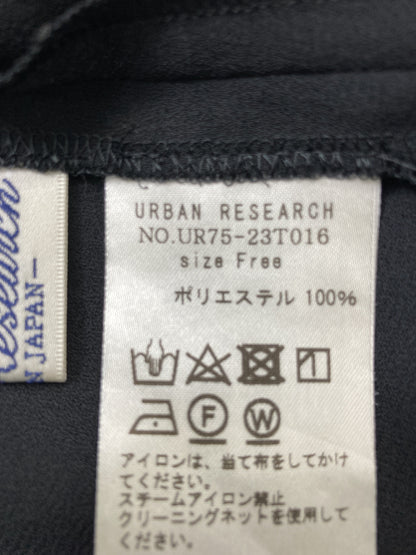 Research
N JAPAN–
URBAN RESEARCH
NO.UR75-23T016
size Free
ポリエステル 100%
F
W
アイロンは、当て布をしてかけ
てください。
スチームアイロン禁止
クリーニングネットを使用して
ください。